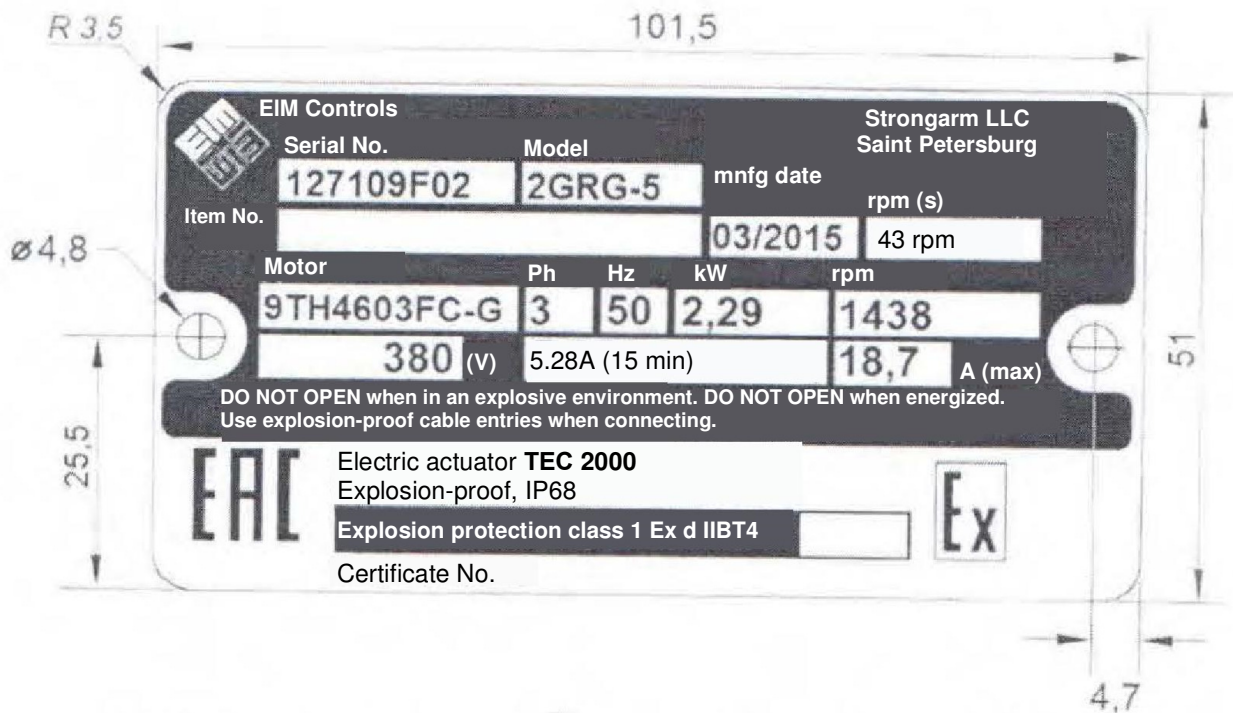 R 3,5
101,5
EIM Controls
Strongarm LLC
Saint Petersburg
Serial No.
Model
mnfg date
127109F02
2GRG-5
rpm (s)
Item No.
03/2015
43 rpm
ø4,8
Motor
Ph
Hz
kW
rpm
9TH4603FC-G
3
50
2,29
1438
380 (V)
5.28A (15 min)
18,7
A (max)
51
DO NOT OPEN when in an explosive environment. DO NOT OPEN when energized.
Use explosion-proof cable entries when connecting.
25,5
EAC
Electric actuator TEC 2000
Explosion-proof, IP68
Explosion protection class 1 Ex d IIBT4
Ex
Certificate No.
4,7